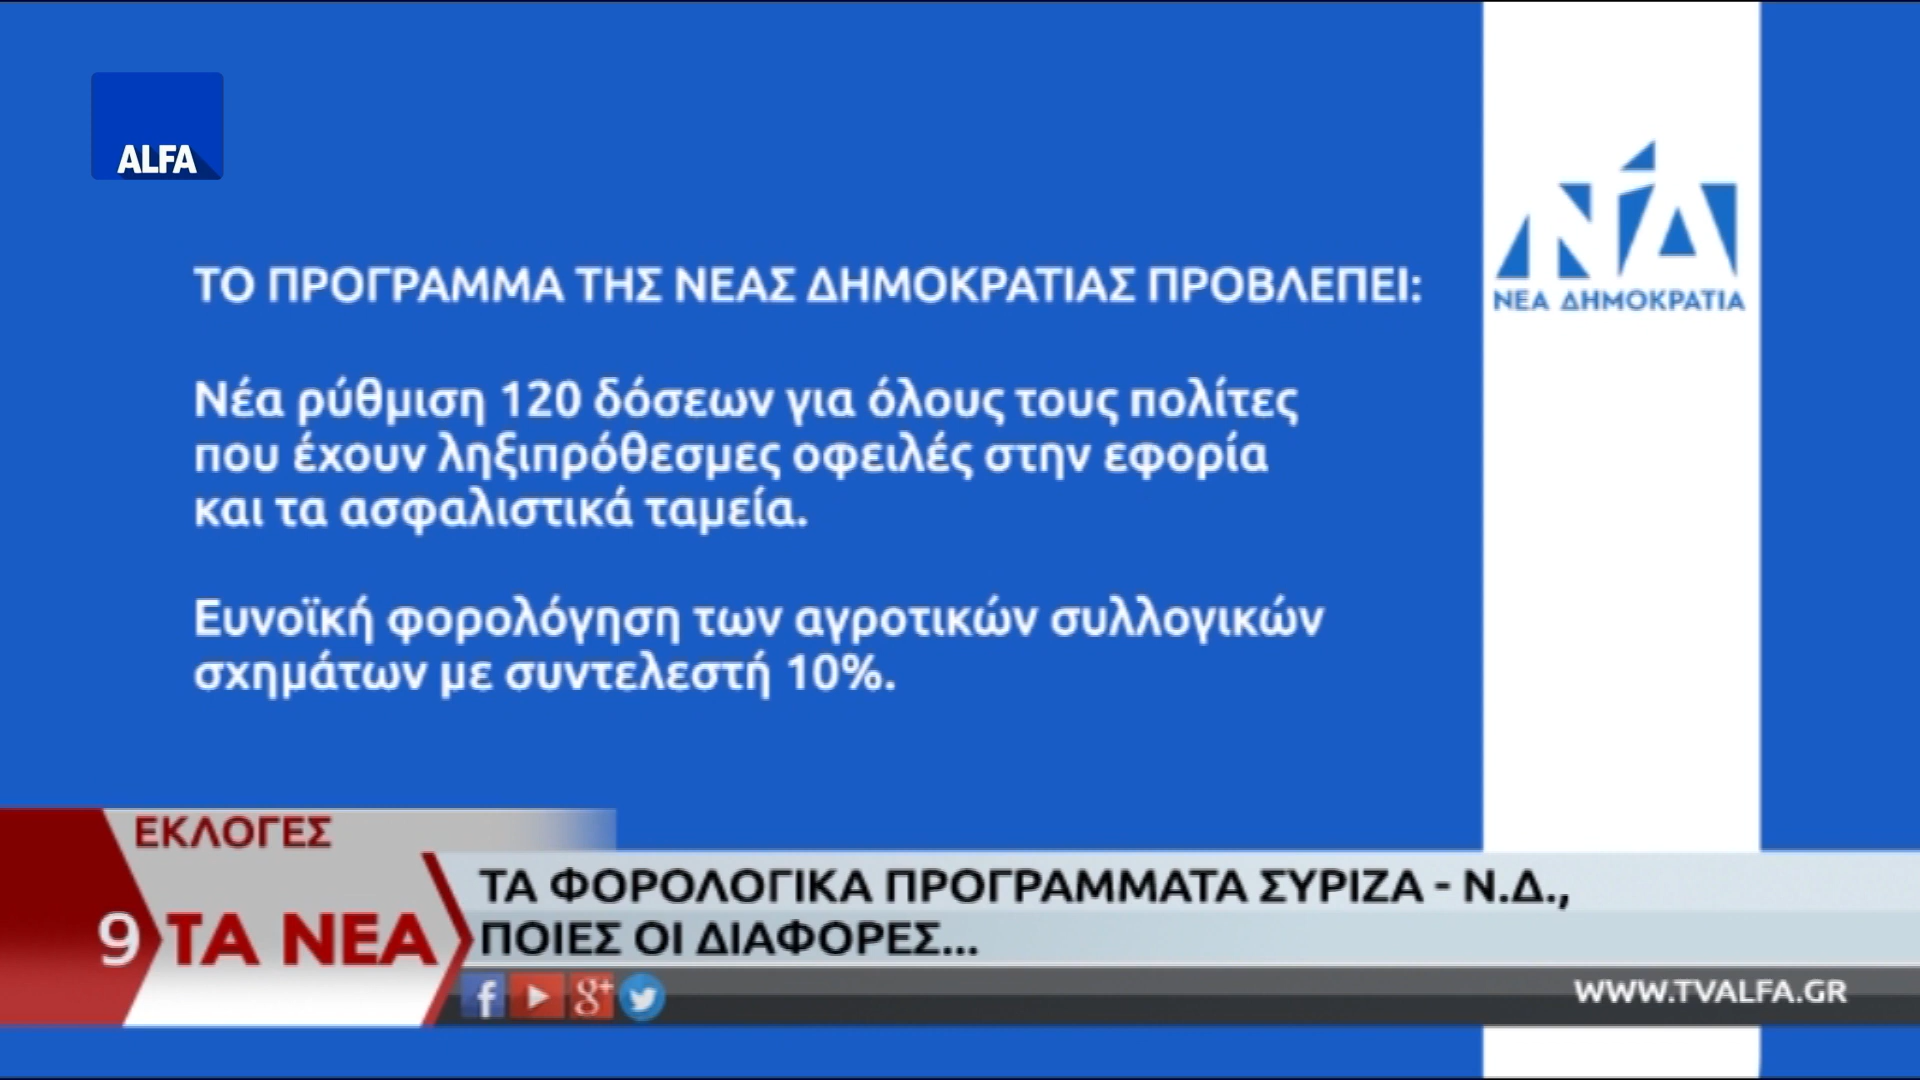 ALFA
ΤΟ ΠΡΟΓΡΑΜΜΑ ΤΗΣ ΝΕΑΣ ΔΗΜΟΚΡΑΤΙΑΣ ΠΡΟΒΛΕΠΕΙ:
ΝΔ
ΝΕΑ ΔΗΜΟΚΡΑΤΙΑ
Νέα ρύθμιση 120 δόσεων για όλους τους πολίτες
που έχουν ληξιπρόθεσμες οφειλές στην εφορία
και τα ασφαλιστικά ταμεία.
Ευνοϊκή φορολόγηση των αγροτικών συλλογικών
σχημάτων με συντελεστή 10%.
ΕΚΛΟΓΕΣ
9 ΤΑ ΝΕΑ
ΤΑ ΦΟΡΟΛΟΓΙΚΑ ΠΡΟΓΡΑΜΜΑΤΑ ΣΥΡΙΖΑ - Ν.Δ.,
ΠΟΙΕΣ ΟΙ ΔΙΑΦΟΡΕΣ...
f g+
WWW.TVALFA.GR